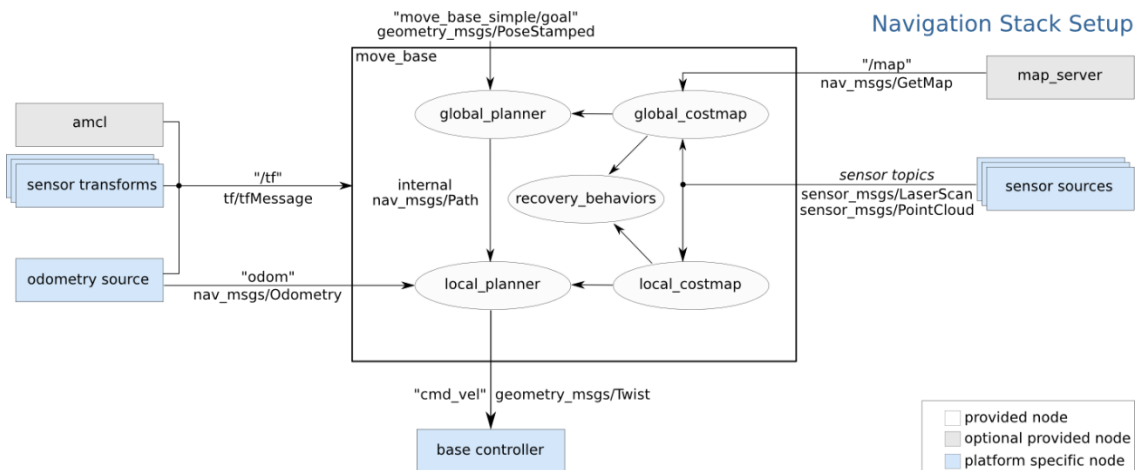 Navigation Stack Setup
"move_base_simple/goal"
geometry_msgs/PoseStamped
move_base
"/map"
nav_msgs/GetMap
map_server
global_planner
global_costmap
amcl
sensor transforms
"/tf"
tf/tfMessage
internal
nav_msgs/Path
recovery_behaviors
sensor topics
sensor_msgs/LaserScan
sensor_msgs/PointCloud
sensor sources
odometry source
"odom"
nav_msgs/Odometry
local_planner
local_costmap
"cmd_vel" geometry_msgs/Twist
base controller
provided node
optional provided node
platform specific node